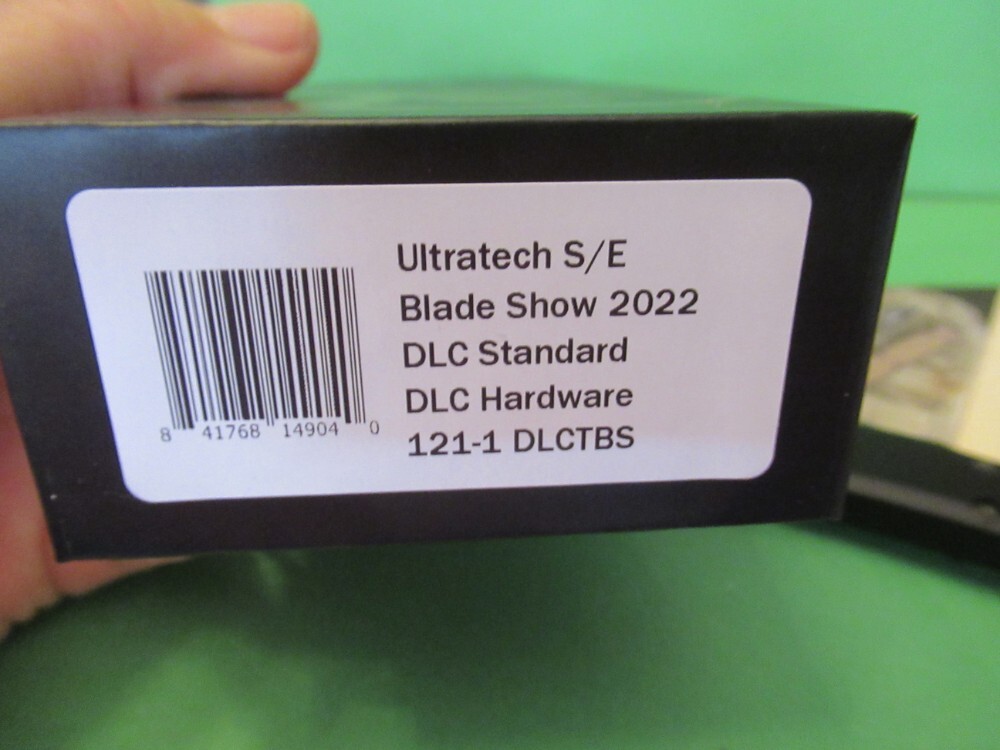 Ultratech S/E
Blade Show 2022
DLC Standard
DLC Hardware
121-1 DLCTBS
8 41768 14904 0